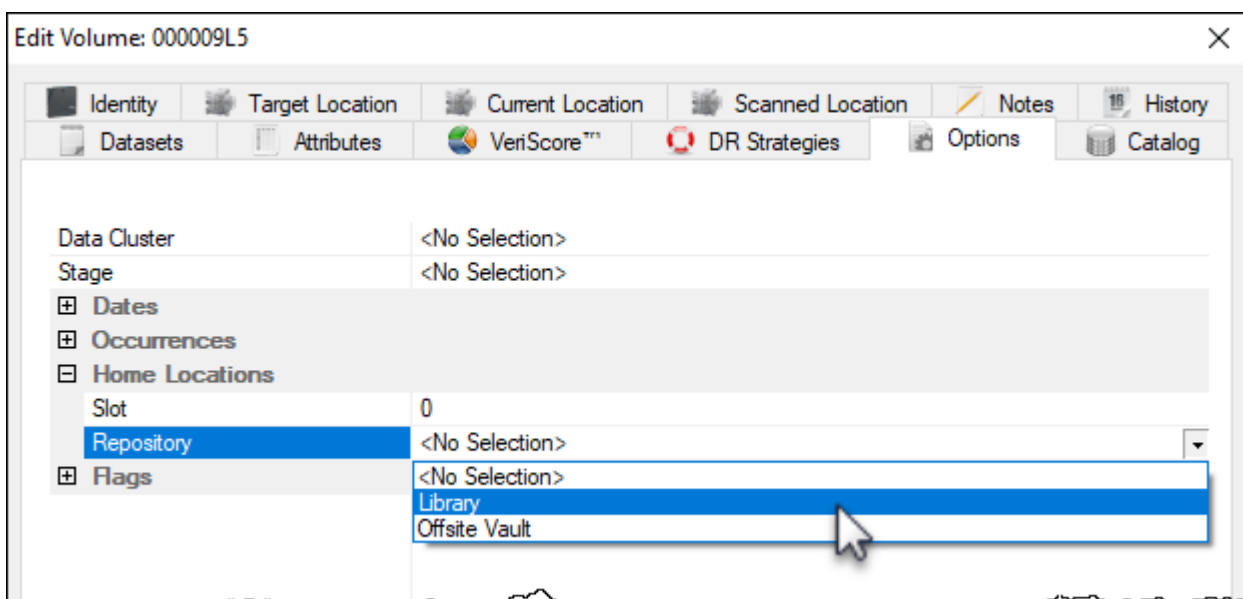 Edit Volume: 000009L5
Identity Target Location Current Location Scanned Location Notes 16 History
Datasets Attributes VeriScore™ DR Strategies Options Catalog
Data Cluster <No Selection>
Stage <No Selection>
Dates
Occurrences
Home Locations
Slot 0
Repository <No Selection>
Flags <No Selection>
Library
Offsite Vault